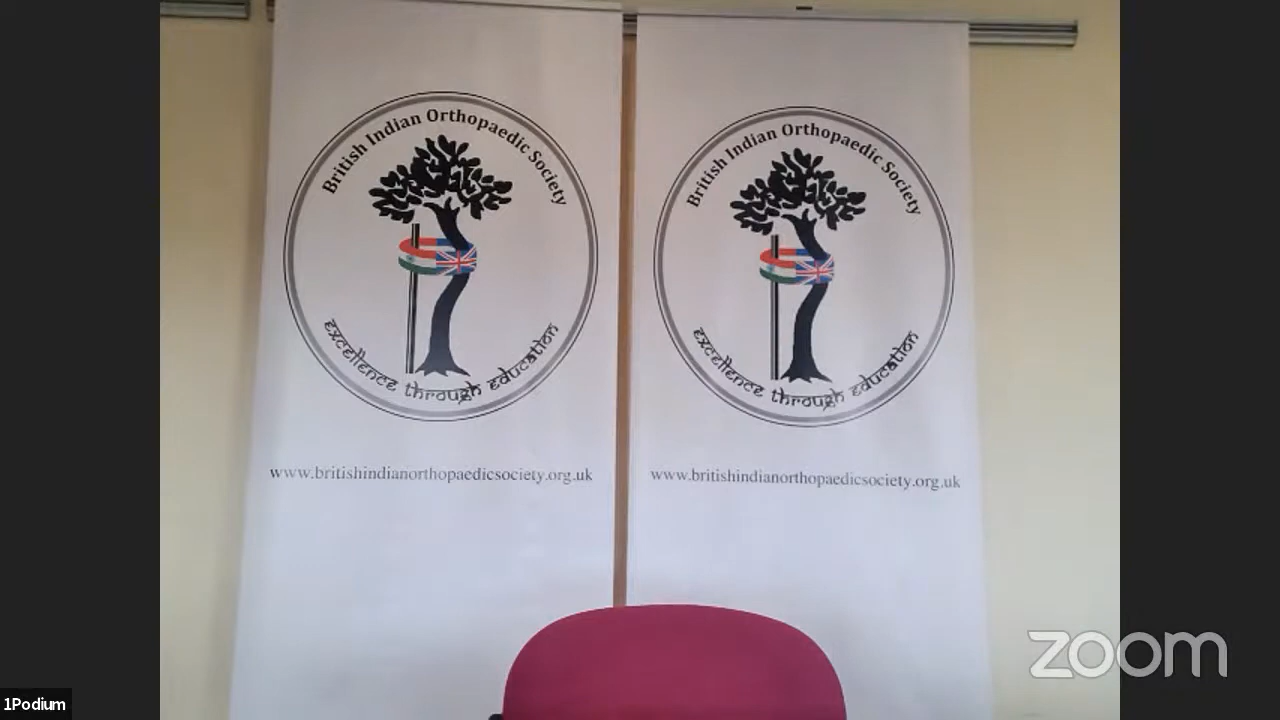 British Indian Orthopaedic Society
excellence through education
www.britishindianorthopaedicsociety.org.uk
British Indian Orthopaedic Society
excellence through education
www.britishindianorthopaedicsociety.org.uk
zoom
1Podium